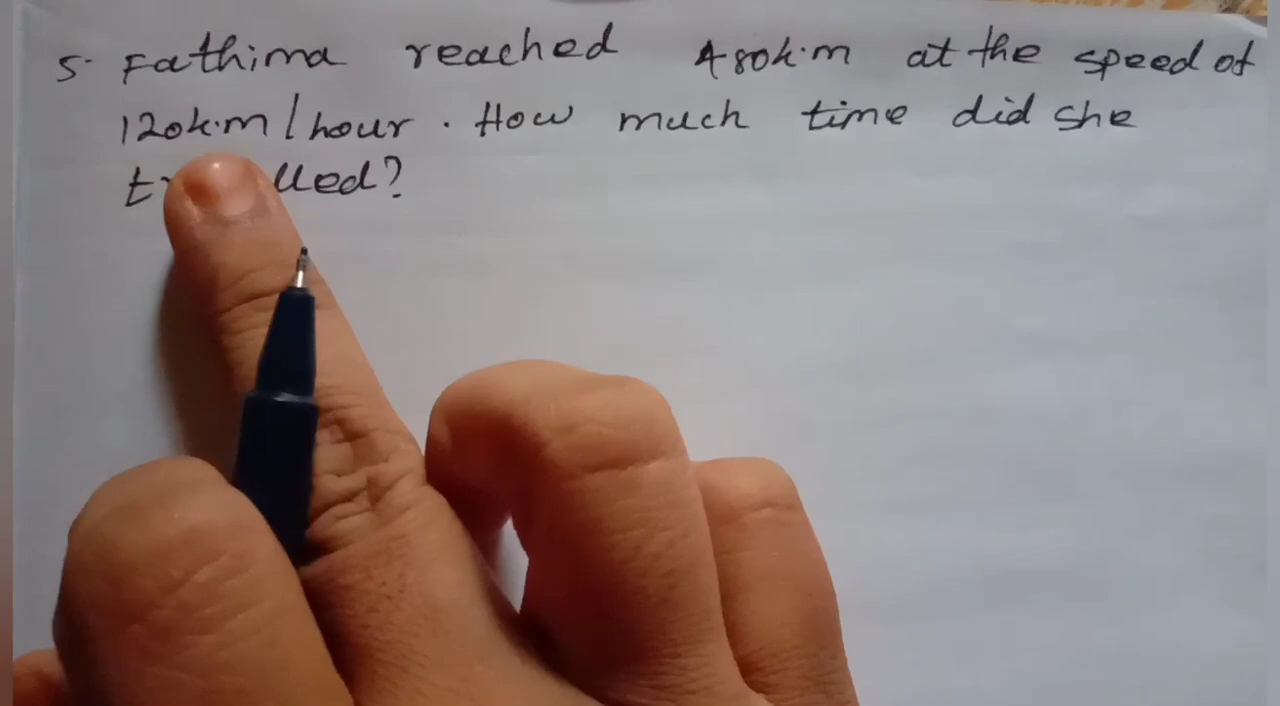 5. Fathima reached 480k.m at the speed of
120k.m/hour. How much time did she
lled?